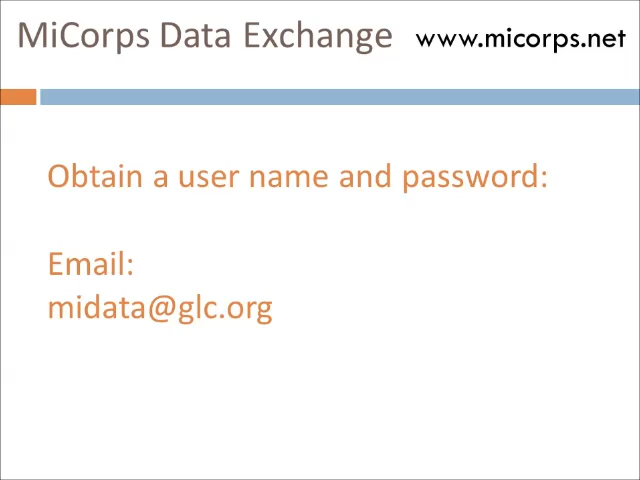 MiCorps Data Exchange www.micorps.net
Obtain a user name and password:
Email:
midata@glc.org